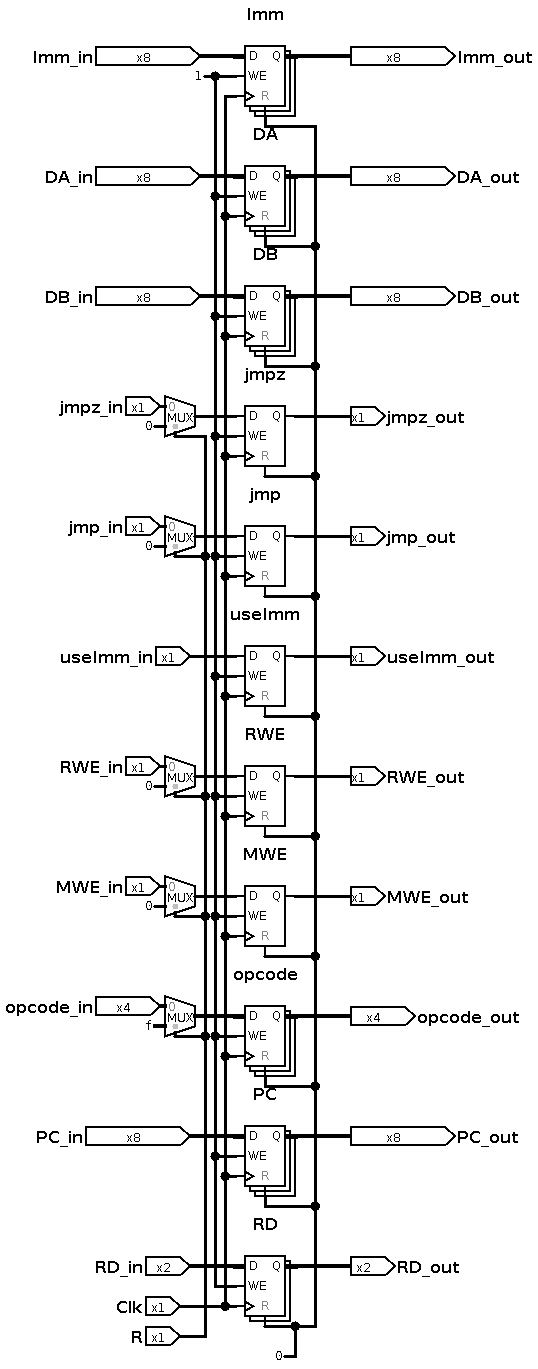 Imm
Imm_in x8 D Q x8 Imm_out
1 WE
R
DA
DA_in x8 D Q x8 DA_out
WE
R
DB
DB_in x8 D Q x8 DB_out
WE
R
jmpz
jmpz_in x1 0 MUX D Q x1 jmpz_out
0 WE
R
jmp
jmp_in x1 0 MUX D Q x1 jmp_out
0 WE
R
useImm
useImm_in x1 D Q x1 useImm_out
WE
R
RWE
RWE_in x1 0 MUX D Q x1 RWE_out
0 WE
R
MWE
MWE_in x1 0 MUX D Q x1 MWE_out
0 WE
R
opcode
opcode_in x4 0 MUX D Q x4 opcode_out
f WE
R
PC
PC_in x8 D Q x8 PC_out
WE
R
RD
RD_in x2 D Q x2 RD_out
WE
Clk x1 R
R x1
0